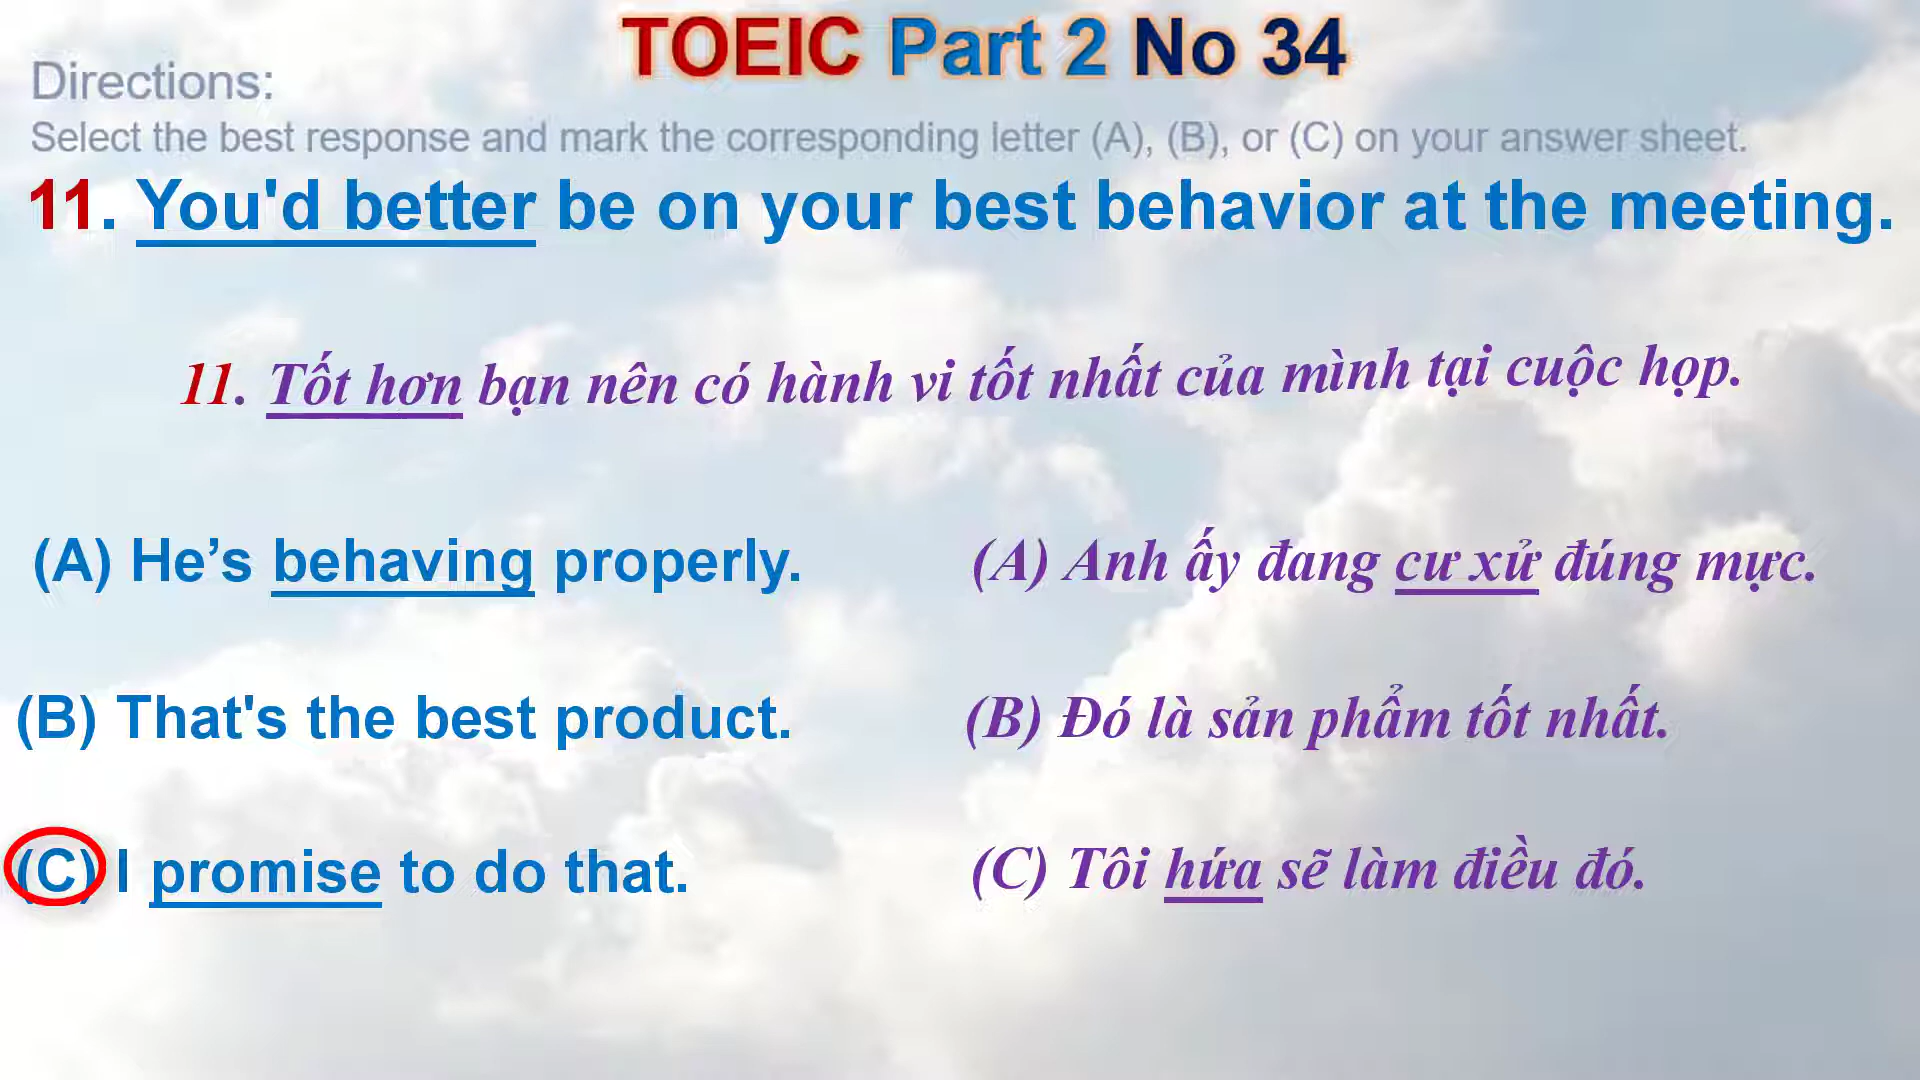 TOEIC Part 2 No 34
Directions:
Select the best response and mark the corresponding letter (A), (B), or (C) on your answer sheet.
11. You'd better be on your best behavior at the meeting.
11. Tốt hơn bạn nên có hành vi tốt nhất của mình tại cuộc họp.
(A) He’s behaving properly.
(A) Anh ấy đang cư xử đúng mực.
(B) That's the best product.
(B) Đó là sản phẩm tốt nhất.
(C) I promise to do that.
(C) Tôi hứa sẽ làm điều đó.